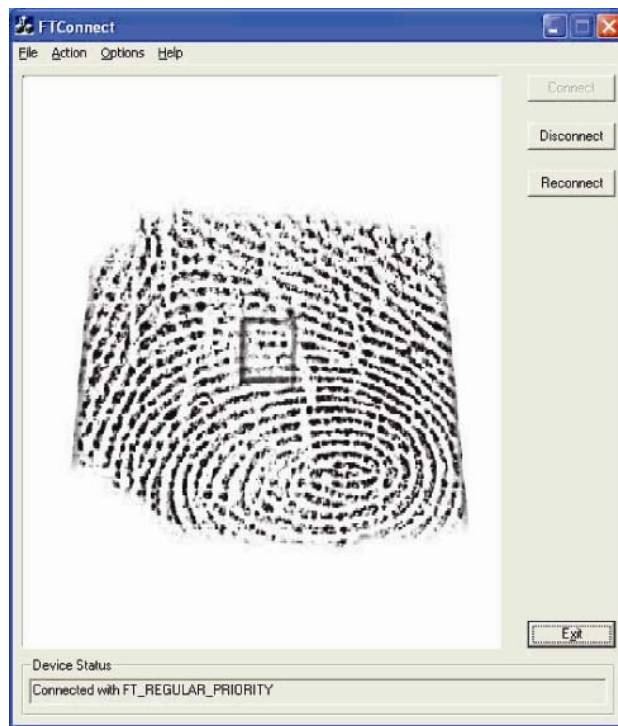 FTConnect
File Action Options Help
Connect
Disconnect
Reconnect
Exit
Device Status
Connected with FT_REGULAR_PRIORITY